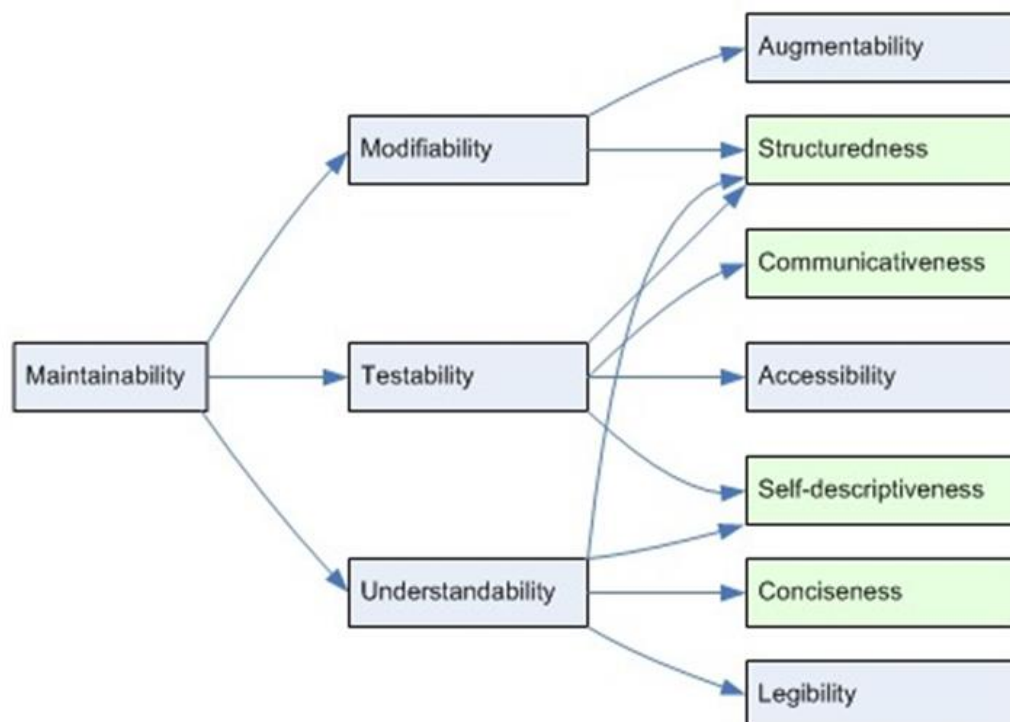 Maintainability
Modifiability
Testability
Understandability
Augmentability
Structuredness
Communicativeness
Accessibility
Self-descriptiveness
Conciseness
Legibility